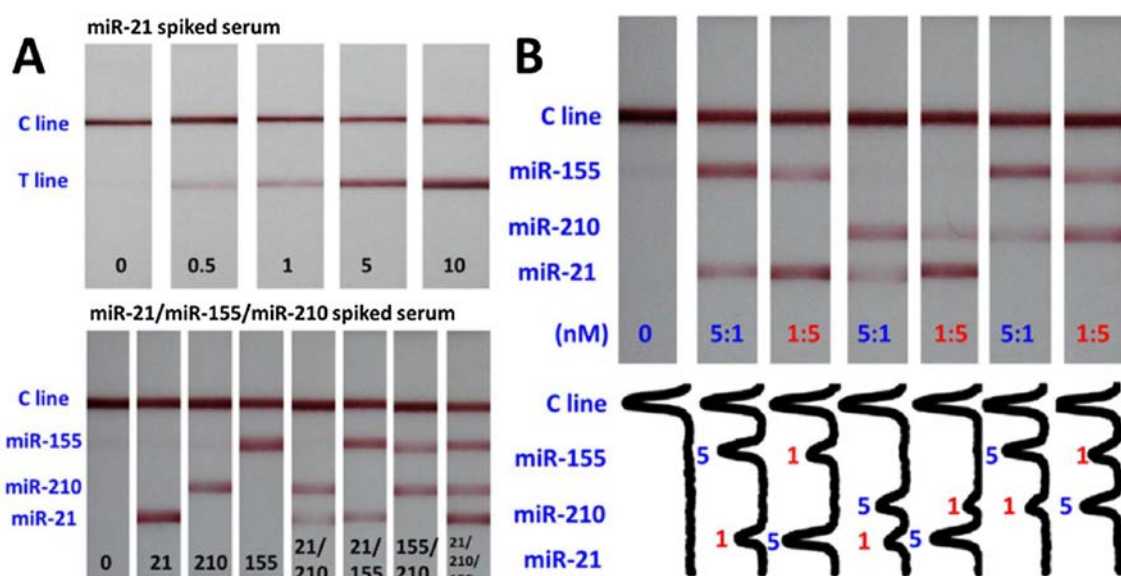 A
miR-21 spiked serum
C line
T line
0 0.5 1 5 10
miR-21/miR-155/miR-210 spiked serum
C line
miR-155
miR-210
miR-21
0 21 210 155 21/ 21/ 155/ 21/
210 155 210 210/
B
C line
miR-155
miR-210
miR-21
(nM) 0 5:1 1:5 5:1 1:5 5:1 1:5
C line
miR-155 5 1 5 1
miR-210 5 1 1 5
miR-21 1 5 1 5